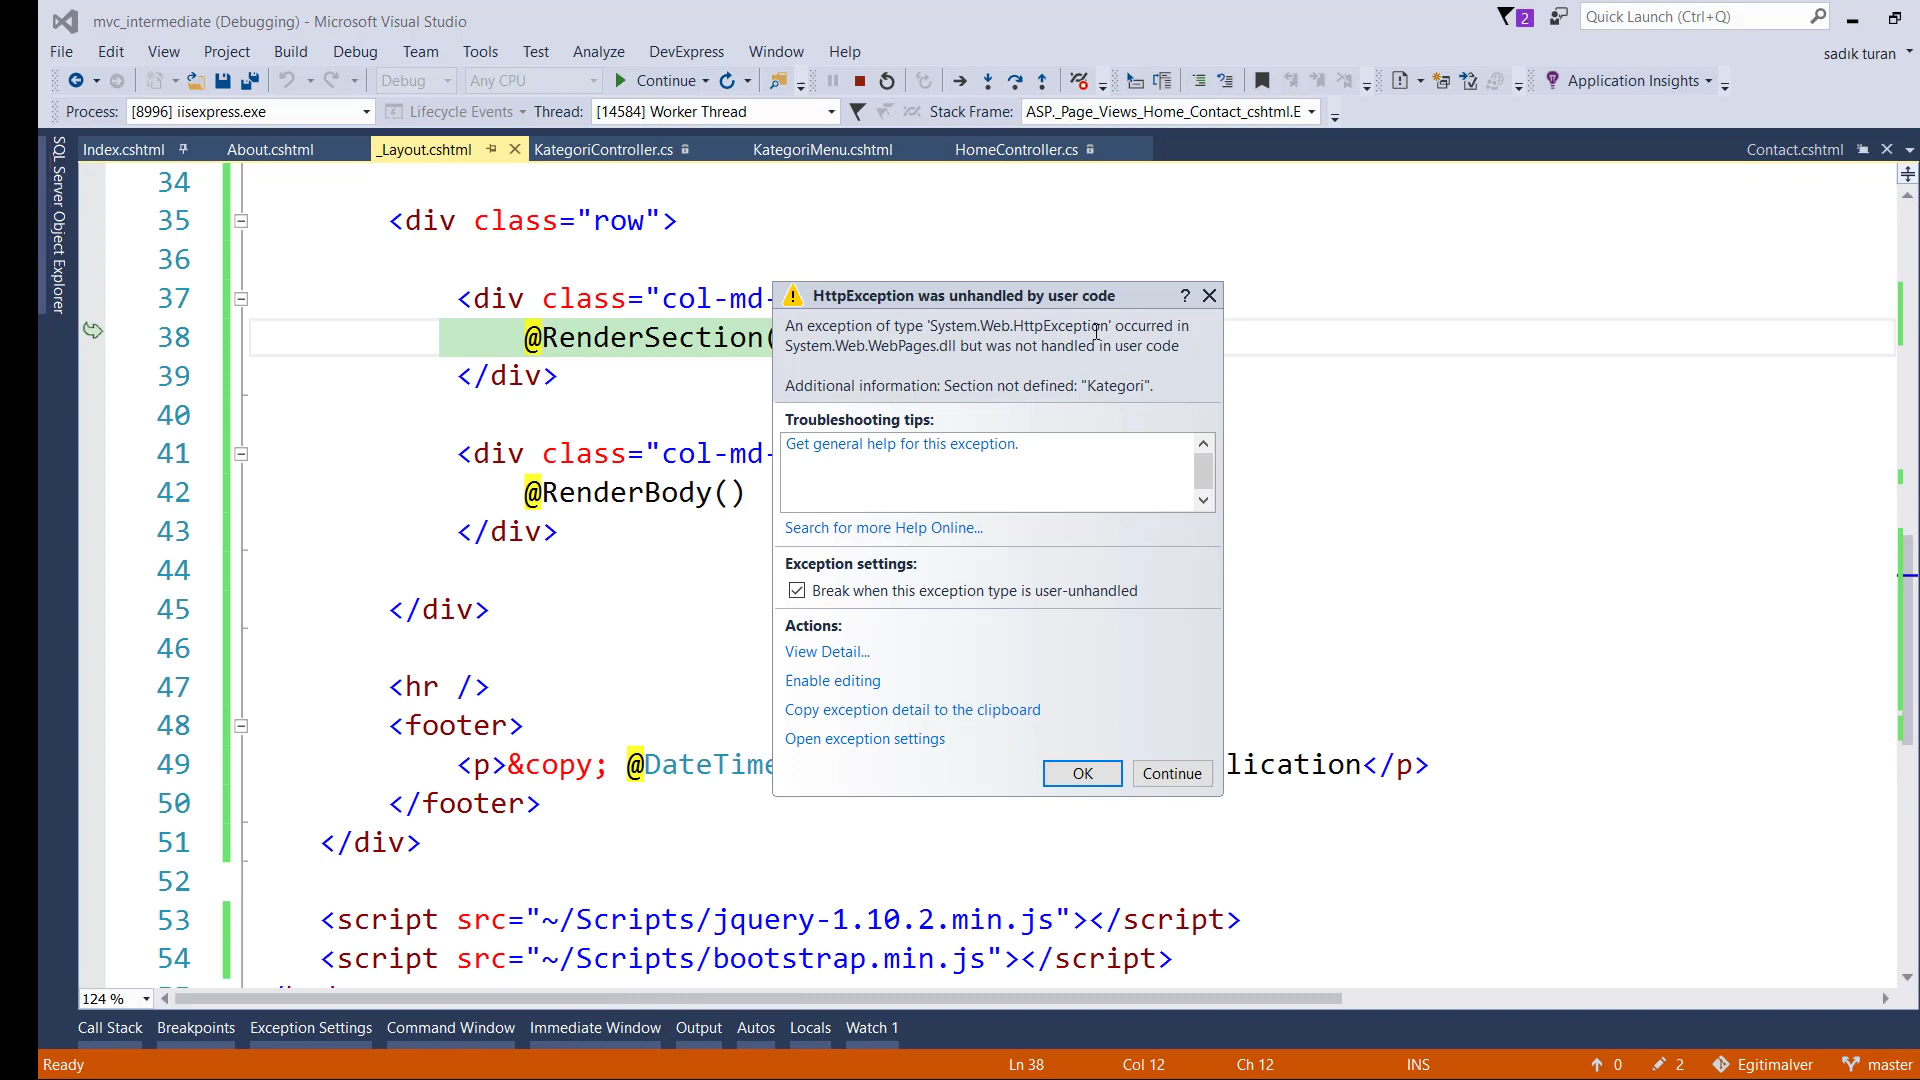 mvc_intermediate (Debugging) - Microsoft Visual Studio
2
Quick Launch (Ctrl+Q)
File Edit View Project Build Debug Team Tools Test Analyze DevExpress Window Help
sadık turan
Debug Any CPU Continue Application Insights
Process: [8996] iisexpress.exe Lifecycle Events Thread: [14584] Worker Thread Stack Frame: ASP._Page_Views_Home_Contact_cshtml.E
SQL Server Object Explorer
Index.cshtml About.cshtml _Layout.cshtml KategoriController.cs KategoriMenu.cshtml HomeController.cs Contact.cshtml
34
35 <div class="row">
36
37 <div class="col-md-
38 @RenderSection(
39 </div>
40
41 <div class="col-md-
42 @RenderBody()
43 </div>
44
45 </div>
46
47 <hr />
48 <footer>
49 <p>&copy; @DateTime lication</p>
50 </footer>
51 </div>
52
53 <script src="~/Scripts/jquery-1.10.2.min.js"></script>
54 <script src="~/Scripts/bootstrap.min.js"></script>
HttpException was unhandled by user code ?
An exception of type 'System.Web.HttpException' occurred in
System.Web.WebPages.dll but was not handled in user code
Additional information: Section not defined: "Kategori".
Troubleshooting tips:
Get general help for this exception.
Search for more Help Online...
Exception settings:
Break when this exception type is user-unhandled
Actions:
View Detail...
Enable editing
Copy exception detail to the clipboard
Open exception settings
OK Continue
124 %
Call Stack Breakpoints Exception Settings Command Window Immediate Window Output Autos Locals Watch 1
Ready Ln 38 Col 12 Ch 12 INS 0 2 Egitimalver master